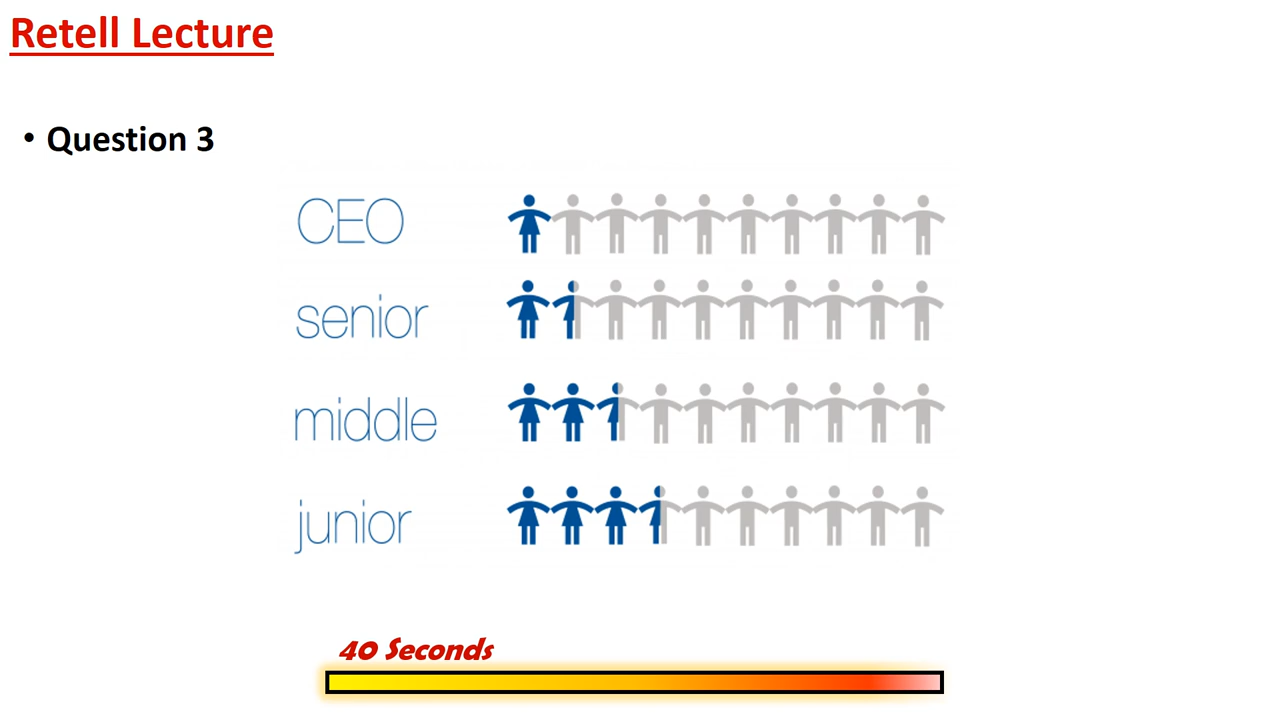 Retell Lecture
• Question 3
CEO
senior
middle
junior
40 Seconds